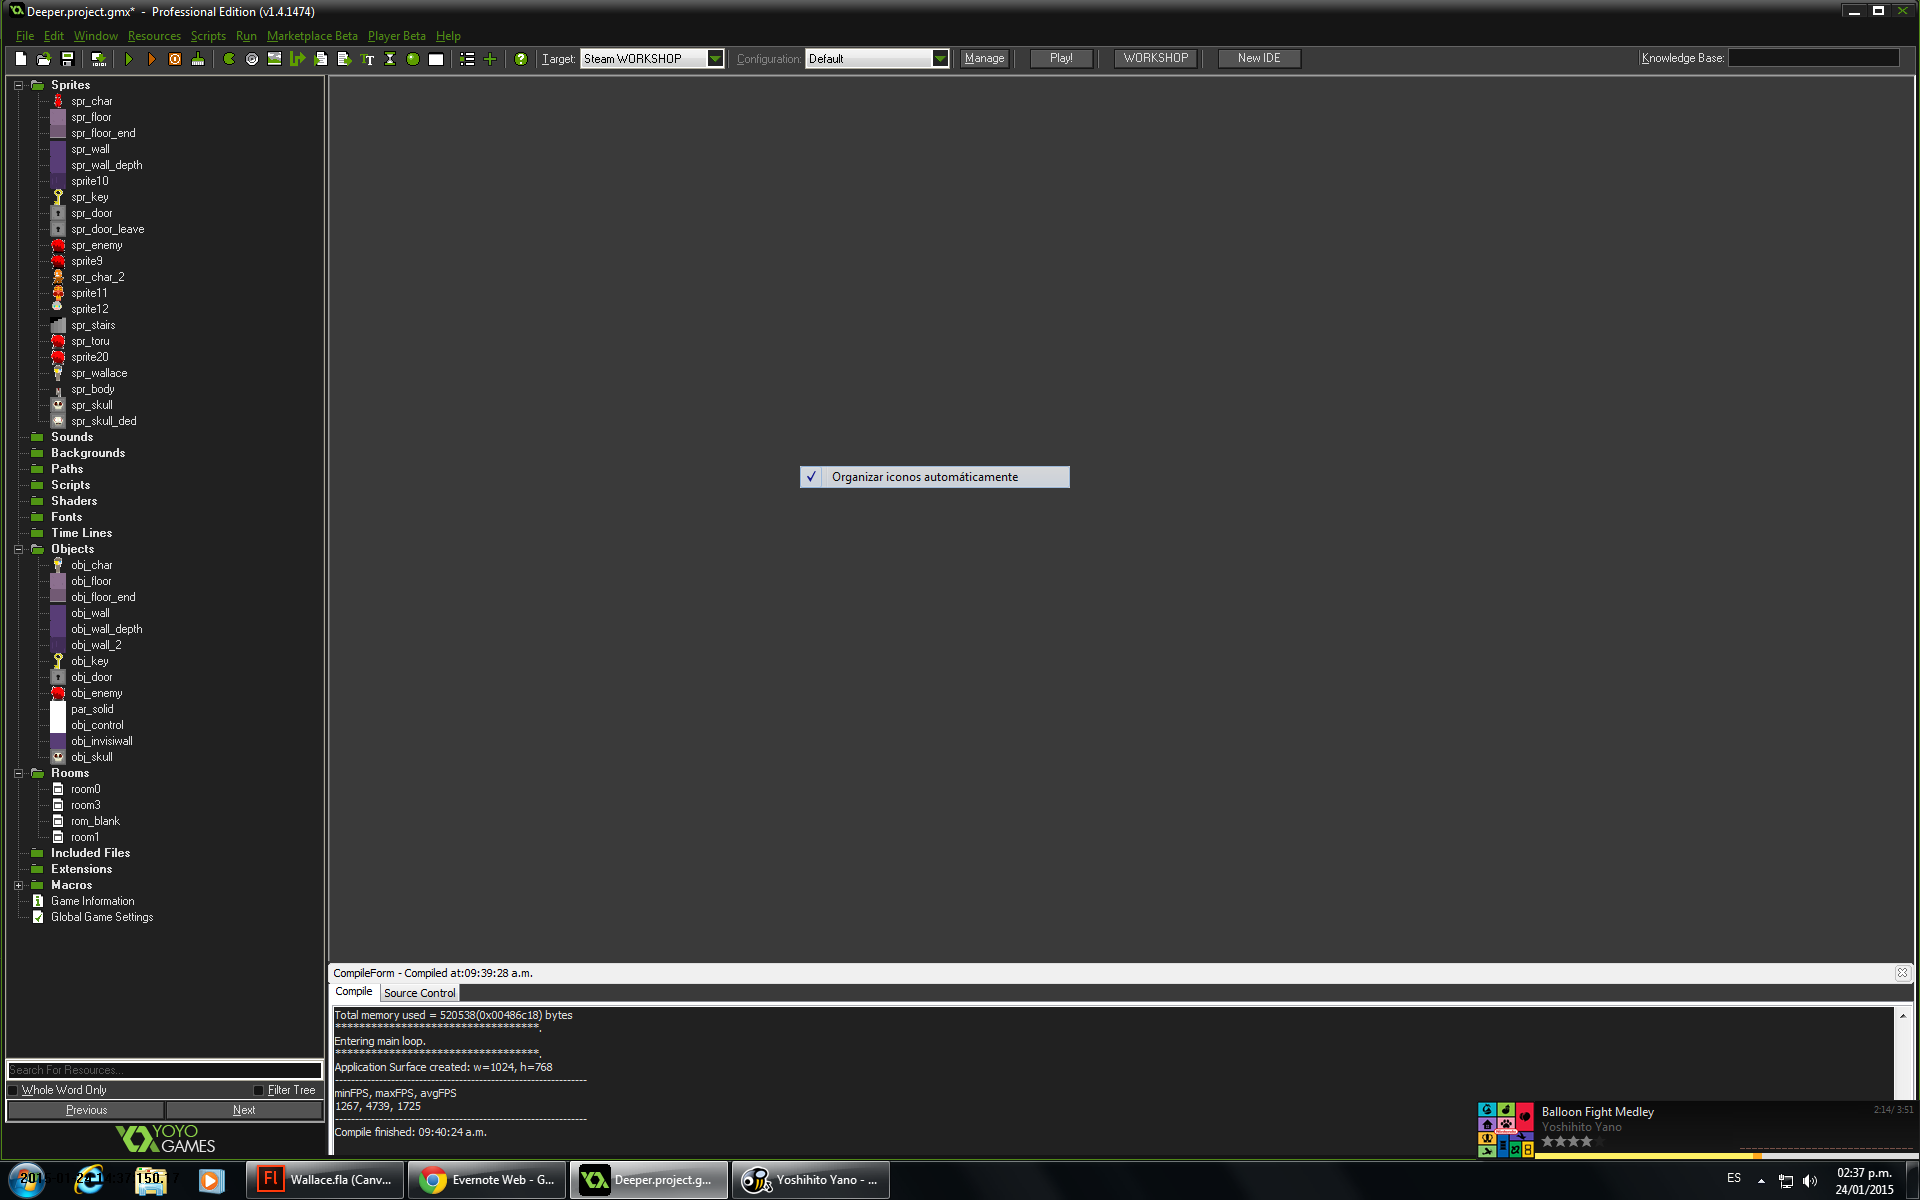 Deeper.project.gmx* - Professional Edition (v1.4.1474)
File Edit Window Resources Scripts Run Marketplace Beta Player Beta Help
Target: Steam WORKSHOP Configuration: Default Manage Play! WORKSHOP New IDE Knowledge Base:
Sprites
spr_char
spr_floor
spr_floor_end
spr_wall
spr_wall_depth
sprite10
spr_key
spr_door
spr_door_leave
spr_enemy
sprite9
spr_char_2
sprite11
sprite12
spr_stairs
spr_toru
sprite20
spr_wallace
spr_body
spr_skull
spr_skull_ded
Sounds
Backgrounds
Paths
Scripts
Shaders
Fonts
Time Lines
Objects
obj_char
obj_floor
obj_floor_end
obj_wall
obj_wall_depth
obj_wall_2
obj_key
obj_door
obj_enemy
par_solid
obj_control
obj_invisiwall
obj_skull
Rooms
room0
room3
rom_blank
room1
Included Files
Extensions
Macros
Game Information
Global Game Settings
Search For Resources...
Whole Word Only Filter Tree
Previous Next
YOYO
GAMES
Organizar iconos automáticamente
CompileForm - Compiled at:09:39:28 a.m.
Compile Source Control
Total memory used = 520538(0x00486c18) bytes
**********************************.
Entering main loop.
**********************************.
Application Surface created: w=1024, h=768
---------------------------------------------------------------
minFPS, maxFPS, avgFPS
1267, 4739, 1725
---------------------------------------------------------------
Compile finished: 09:40:24 a.m.
Balloon Fight Medley 2:14/ 3:51
Yoshihito Yano
Wallace.fla (Canv... Evernote Web - G... Deeper.project.g... Yoshihito Yano - ...
ES
02:37 p.m.
24/01/2015